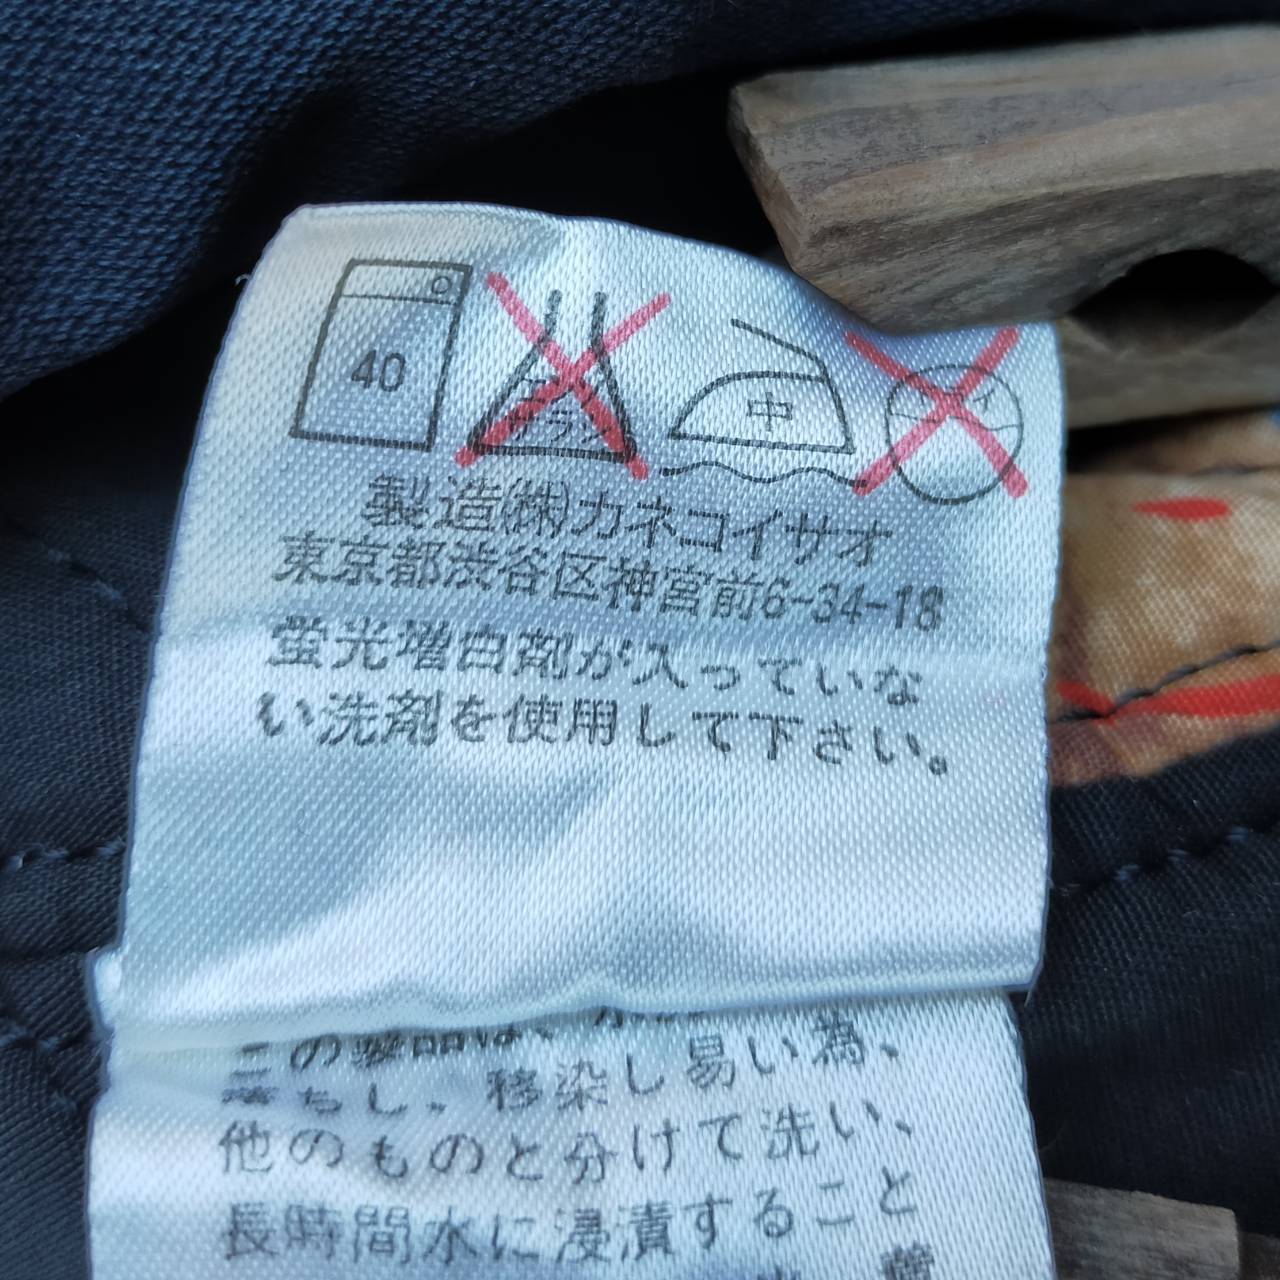 40
中
製造㈱カネコイサオ
東京都渋谷区神宮前6-34-18
蛍光増白剤が入っていな
い洗剤を使用して下さい。
この製品は、水
落ちし、移染し易い為、
他のものと分けて洗い、
長時間水に浸漬すること